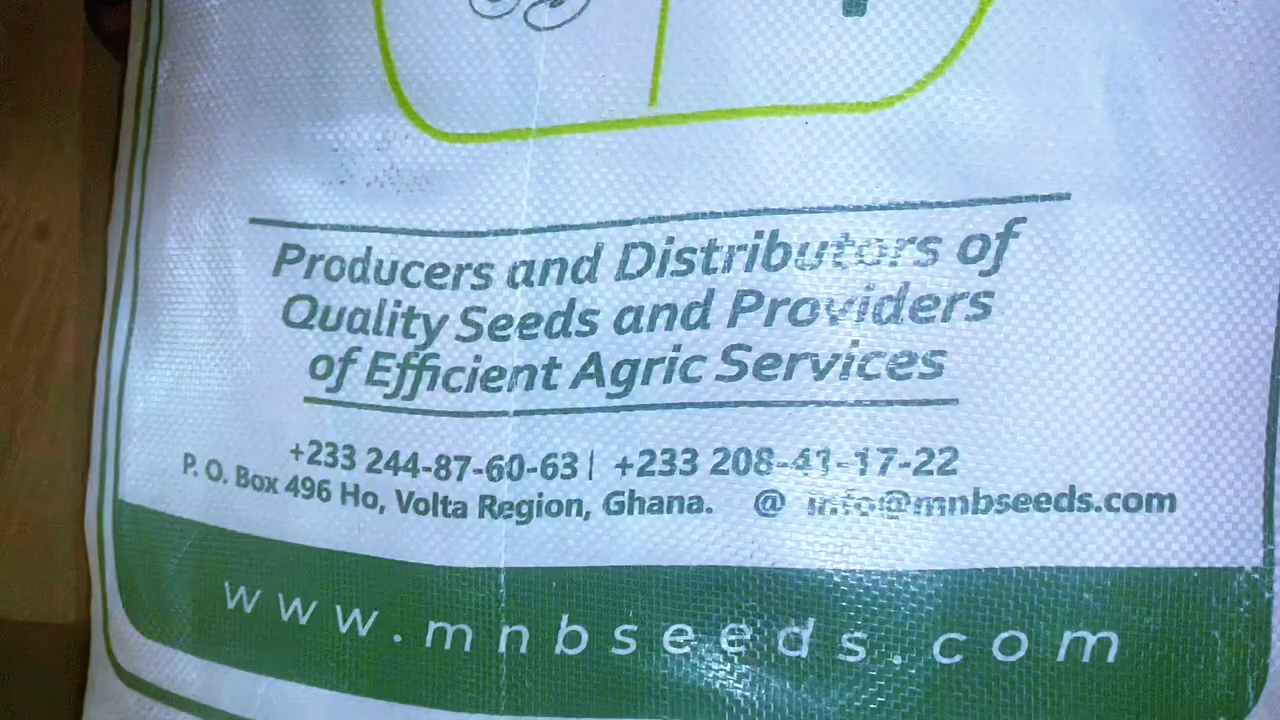 Producers and Distributors of
Quality Seeds and Providers
of Efficient Agric Services
+233 244-87-60-63 | +233 208-41-17-22
P. O. Box 496 Ho, Volta Region, Ghana. @ info@mnbseeds.com
www.mnbseeds.com